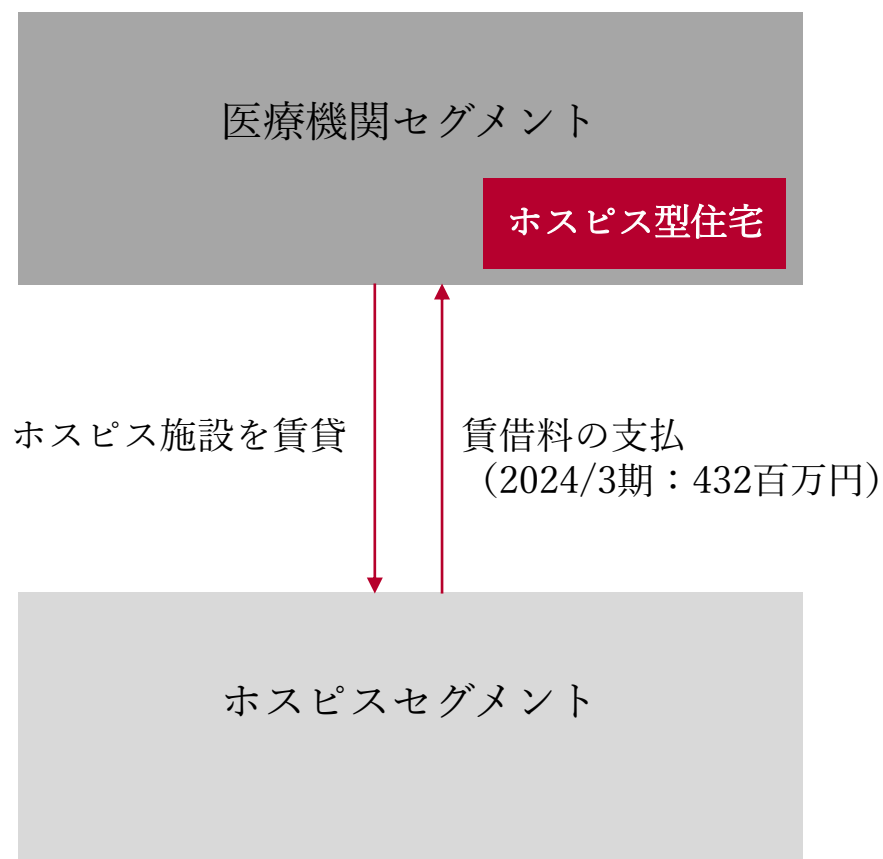 医療機関セグメント
ホスピス型住宅
ホスピス施設を賃貸
賃借料の支払
（2024/3期：432百万円）
ホスピスセグメント